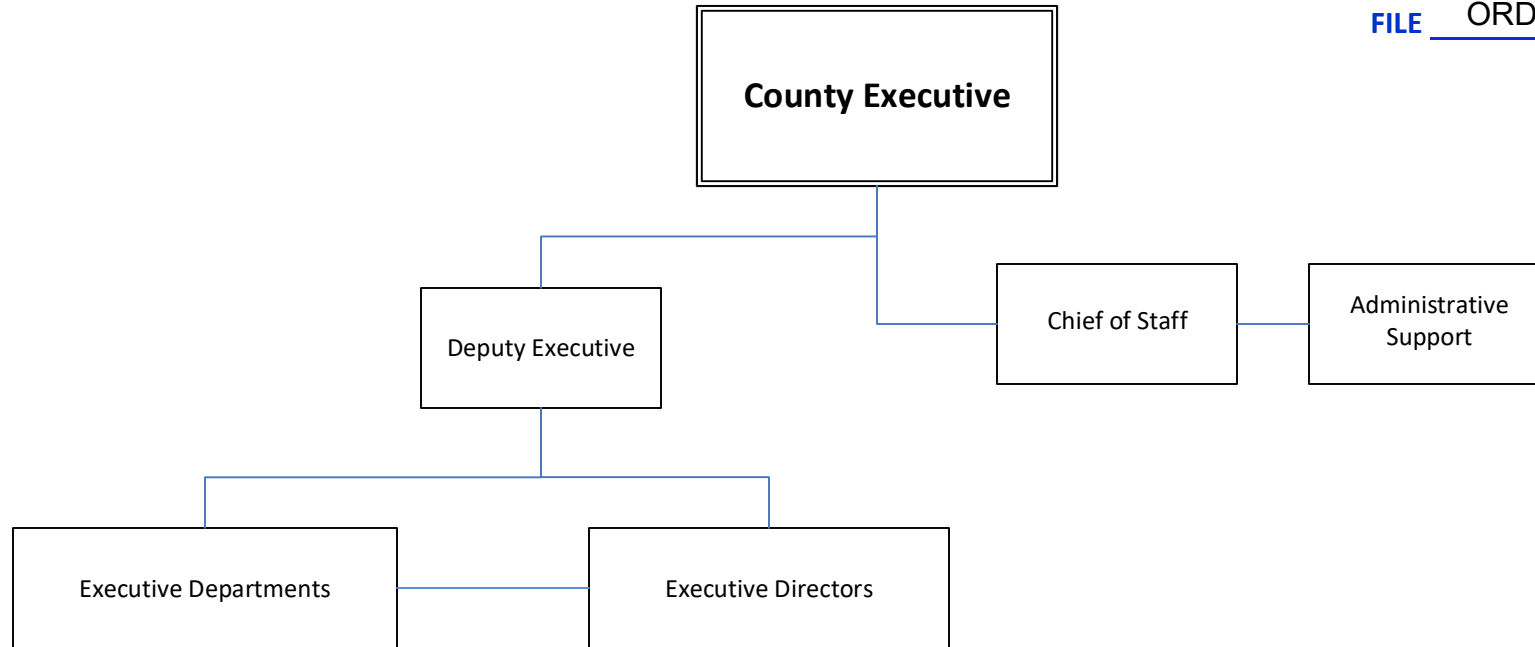 FILE ORD
County Executive
Chief of Staff
Administrative
Support
Deputy Executive
Executive Departments
Executive Directors